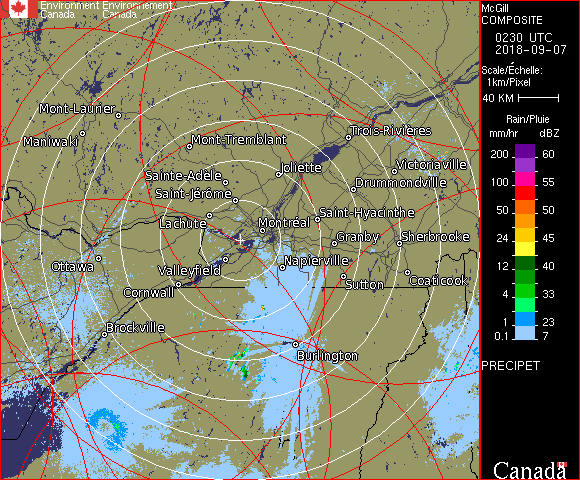 Environment Environnement
Canada Canada
McGill
COMPOSITE
0230 UTC
2018-09-07
Scale/Échelle:
1km/Pixel
40 KM
Rain/Pluie
mm/hr dBZ
200 60
100 55
50 50
24 45
12 40
4 33
1 23
0.1 7
PRECIPET
Canada
Mont-Laurier
Maniwaki
Mont-Tremblant
Trois-Rivières
Sainte-Adèle
Joliette
Victoriaville
Saint-Jérôme
Drummondville
Lachute
Montréal
Saint-Hyacinthe
Granby
Sherbrooke
Ottawa
Valleyfield
Napierville
Cornwall
Sutton
Coaticook
Brockville
Burlington